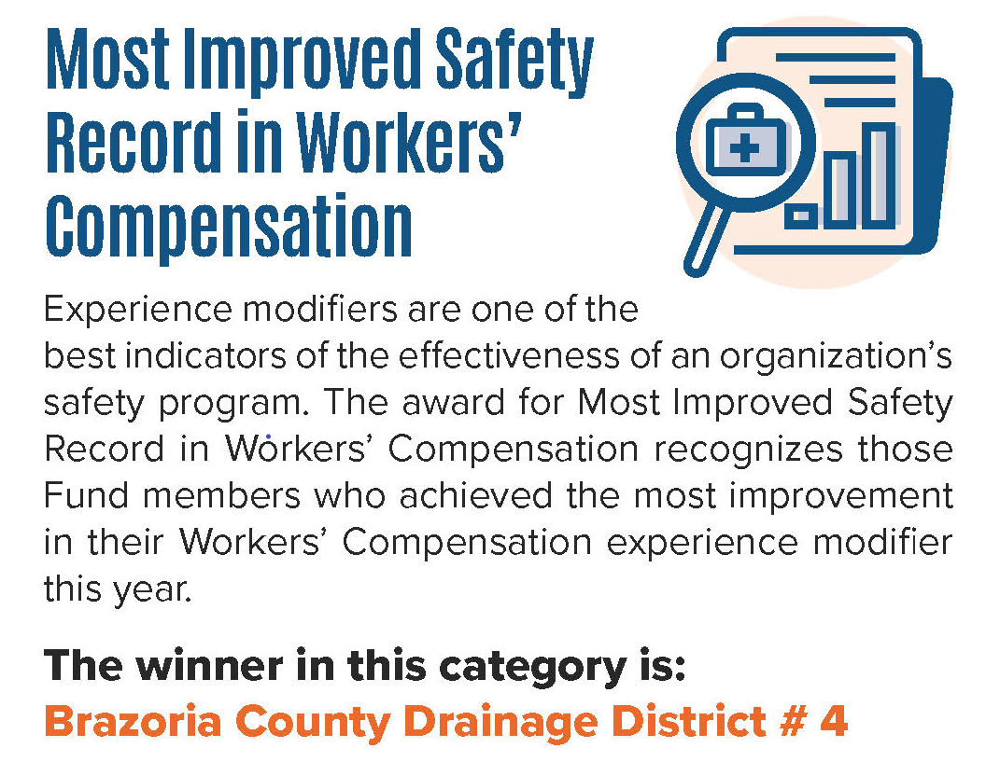 Most Improved Safety
Record in Workers’
Compensation
Experience modifiers are one of the
best indicators of the effectiveness of an organization’s
safety program. The award for Most Improved Safety
Record in Workers’ Compensation recognizes those
Fund members who achieved the most improvement
in their Workers’ Compensation experience modifier
this year.
The winner in this category is:
Brazoria County Drainage District # 4